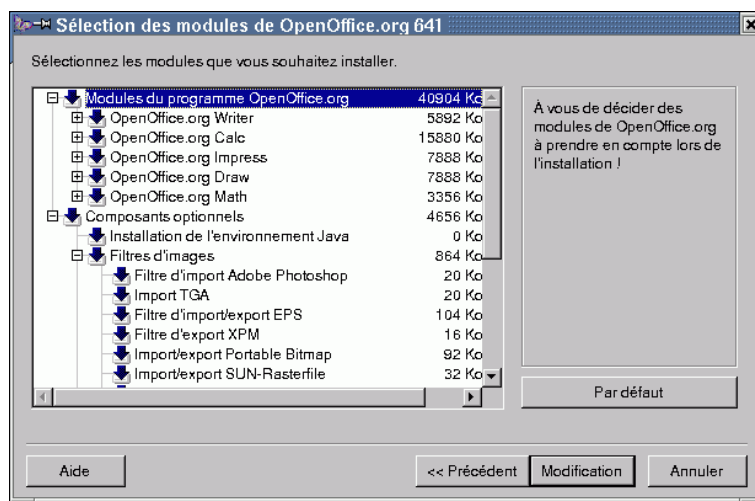 Sélection des modules de OpenOffice.org 641
Sélectionnez les modules que vous souhaitez installer.
Modules du programme OpenOffice.org 40904 Ko
OpenOffice.org Writer 5892 Ko
OpenOffice.org Calc 15880 Ko
OpenOffice.org Impress 7888 Ko
OpenOffice.org Draw 7888 Ko
OpenOffice.org Math 3356 Ko
Composants optionnels 4656 Ko
Installation de l'environnement Java 0 Ko
Filtres d'images 864 Ko
Filtre d'import Adobe Photoshop 20 Ko
Import TGA 20 Ko
Filtre d'import/export EPS 104 Ko
Filtre d'export XPM 16 Ko
Import/export Portable Bitmap 92 Ko
Import/export SUN-Rasterfile 32 Ko
À vous de décider des
modules de OpenOffice.org
à prendre en compte lors de
l'installation !
Par défaut
Aide
<< Précédent
Modification
Annuler